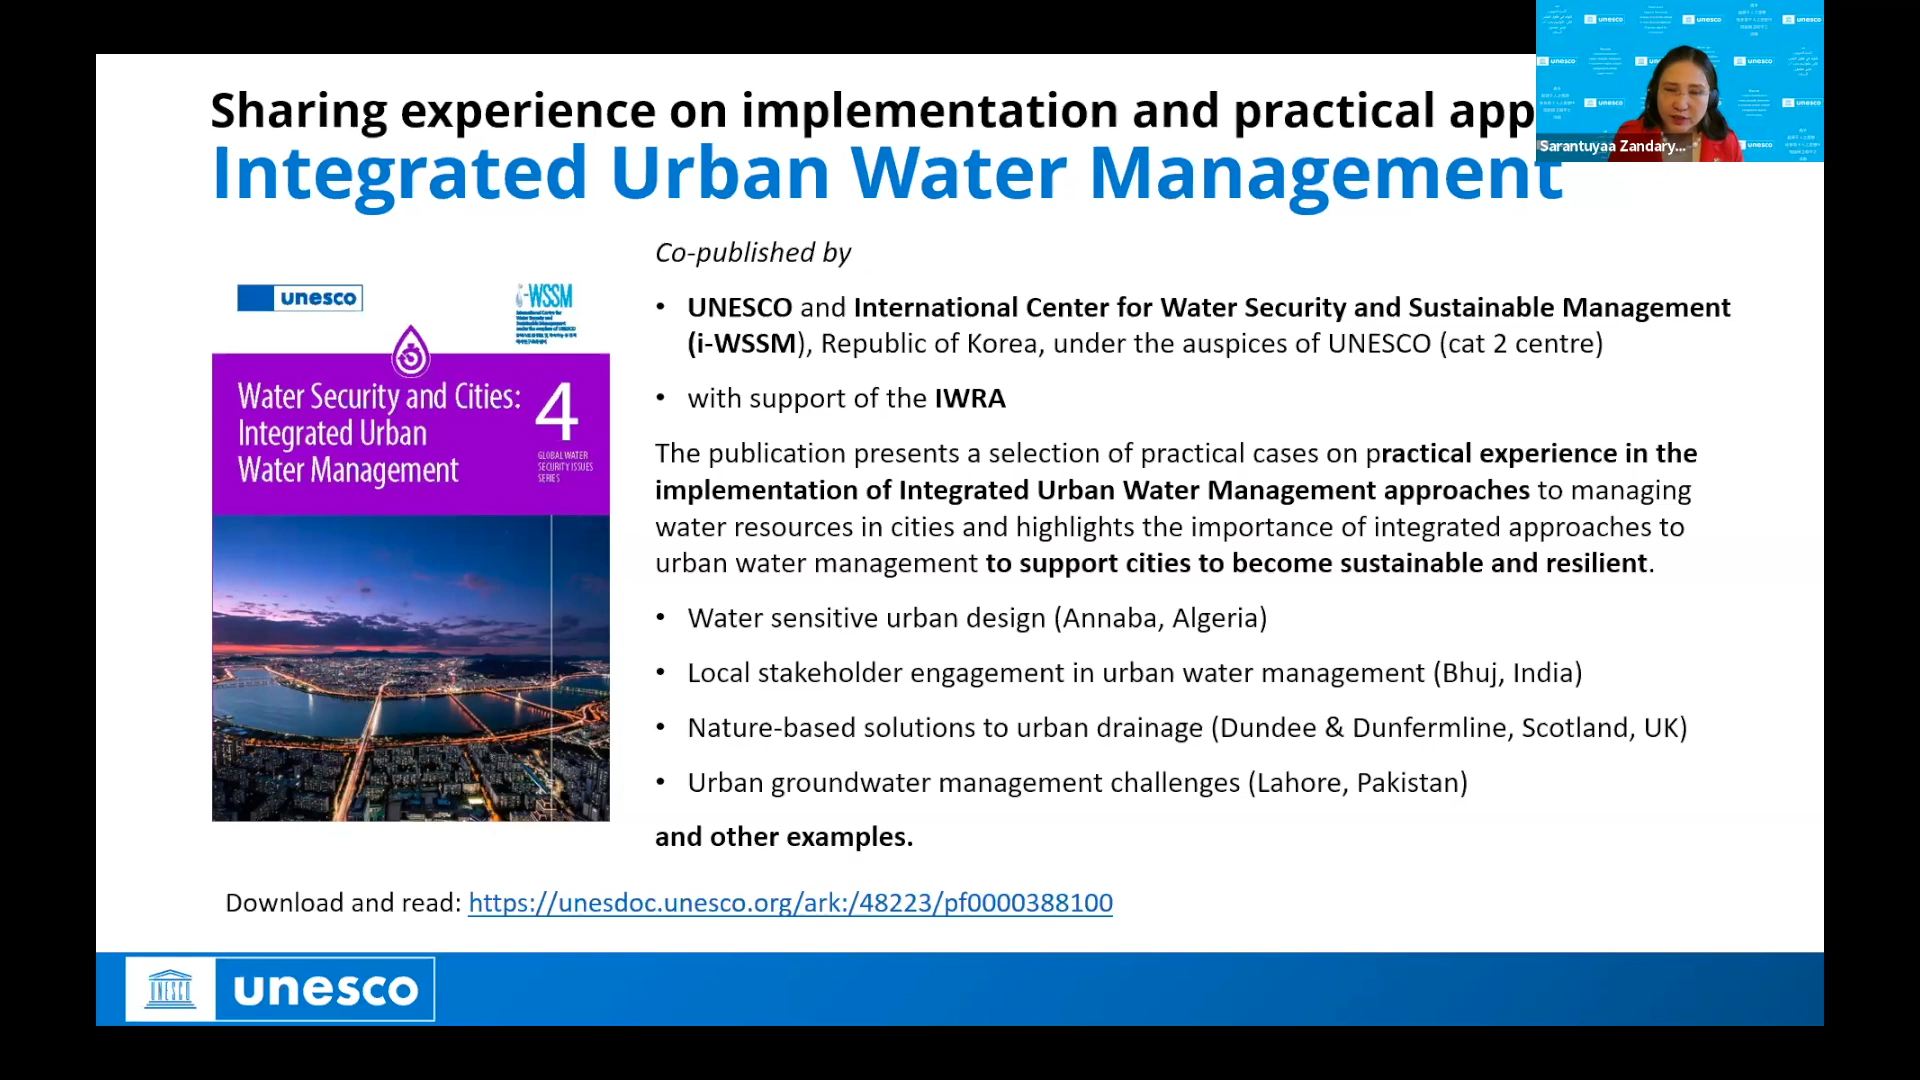 Sharing experience on implementation and practical app
Integrated Urban Water Management
Sarantuyaa Zandary...
unesco
i-WSSM
Water Security and Cities:
Integrated Urban
Water Management
4
GLOBAL WATER
SECURITY ISSUES
SERIES
Co-published by
• UNESCO and International Center for Water Security and Sustainable Management
(i-WSSM), Republic of Korea, under the auspices of UNESCO (cat 2 centre)
• with support of the IWRA
The publication presents a selection of practical cases on practical experience in the
implementation of Integrated Urban Water Management approaches to managing
water resources in cities and highlights the importance of integrated approaches to
urban water management to support cities to become sustainable and resilient.
• Water sensitive urban design (Annaba, Algeria)
• Local stakeholder engagement in urban water management (Bhuj, India)
• Nature-based solutions to urban drainage (Dundee & Dunfermline, Scotland, UK)
• Urban groundwater management challenges (Lahore, Pakistan)
and other examples.
Download and read: https://unesdoc.unesco.org/ark:/48223/pf0000388100
UNESCO
unesco